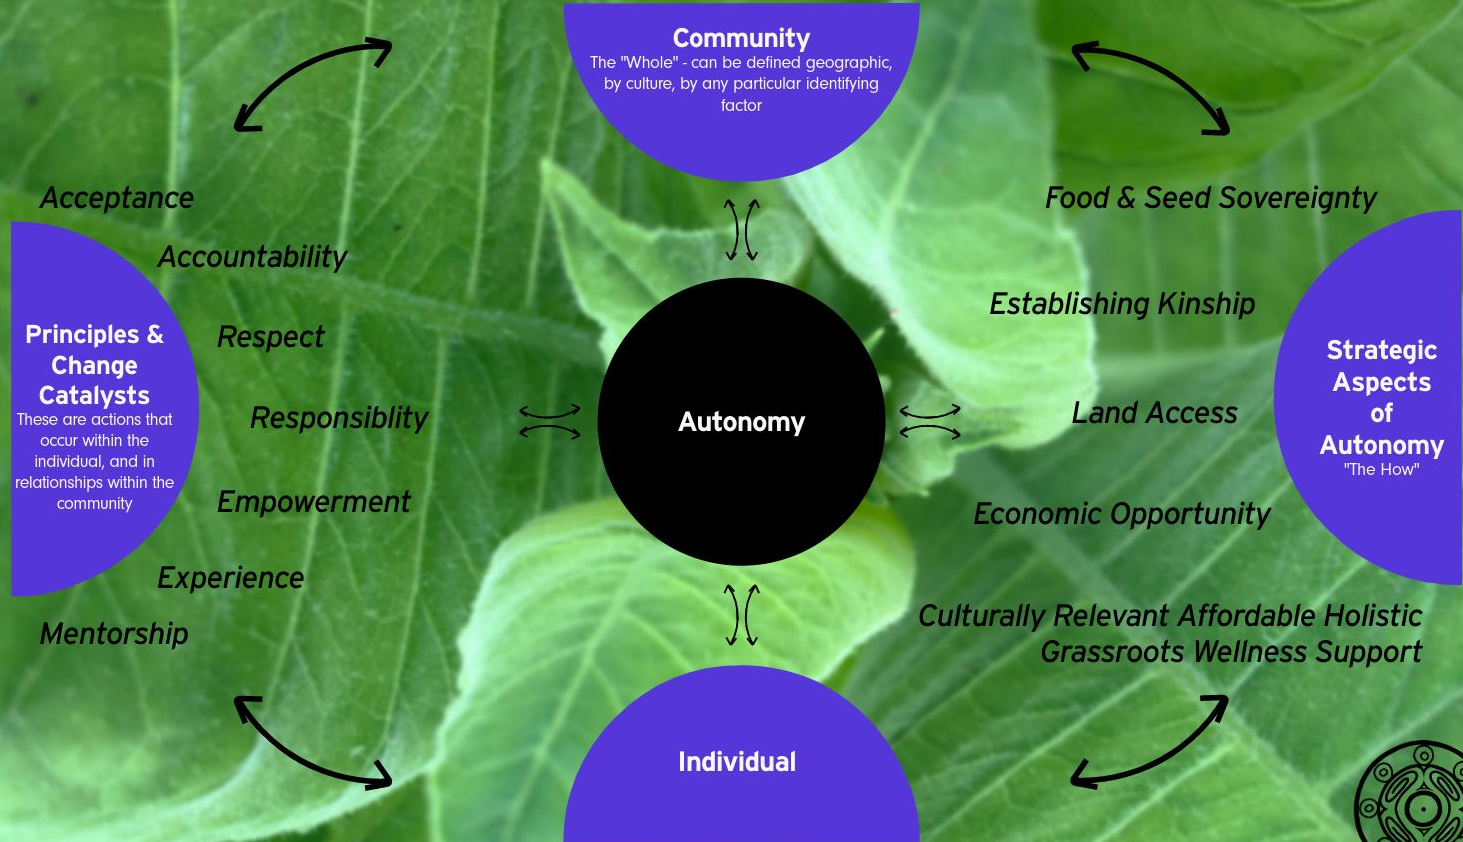 Community
The "Whole" - can be defined geographic,
by culture, by any particular identifying
factor
Acceptance
Accountability
Respect
Responsiblity
Empowerment
Experience
Mentorship
Principles &
Change
Catalysts
These are actions that
occur within the
individual, and in
relationships within the
community
Autonomy
Food & Seed Sovereignty
Establishing Kinship
Land Access
Economic Opportunity
Culturally Relevant Affordable Holistic
Grassroots Wellness Support
Strategic
Aspects
of
Autonomy
"The How"
Individual